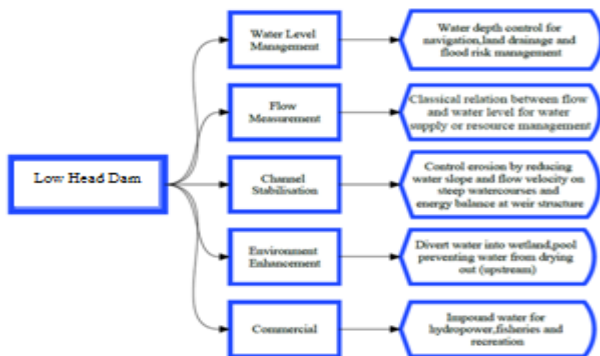 Low Head Dam
Water Level
Management
Water depth control for
navigation,land drainage and
flood risk management
Flow
Measurement
Classical relation between flow
and water level for water
supply or resource management
Channel
Stabilisation
Control erosion by reducing
water slope and flow velocity on
steep watercourses and
energy balance at weir structure
Environment
Enhancement
Divert water into wetland,pool
preventing water from drying
out (upstream)
Commercial
Impound water for
hydropower,fisheries and
recreation